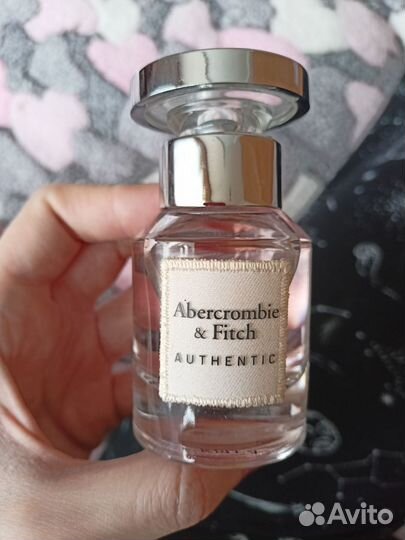 Abercrombie
& Fitch
AUTHENTIC
Avito